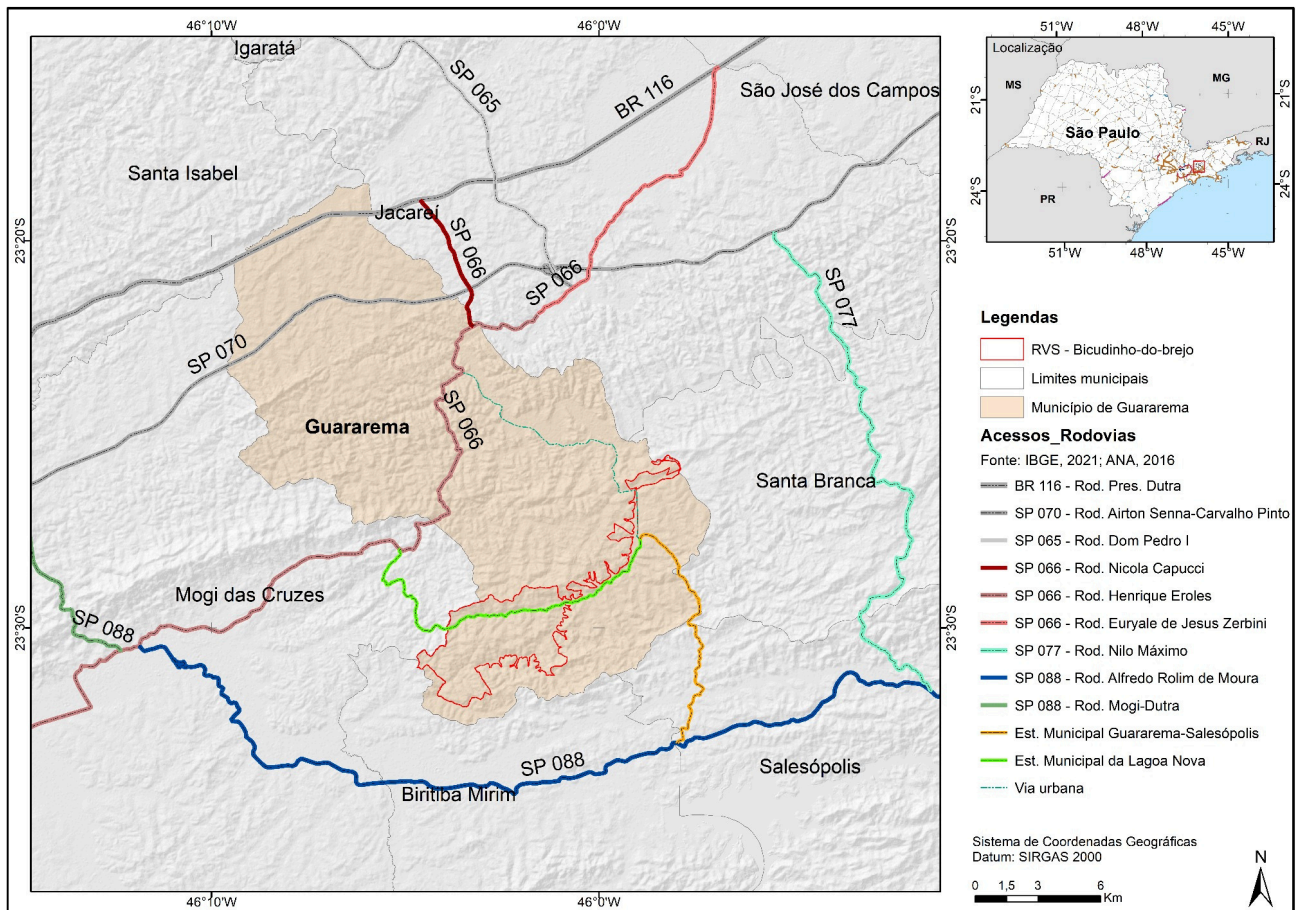 46°10'W
46°0'W
Igaratá
SP 065
BR 116
São José dos Campos
Santa Isabel
Jacareí
SP 066
23°20'S
23°20'S
SP 066
SP 077
SP 070
SP 066
Guararema
Santa Branca
Mogi das Cruzes
SP 088
23°30'S
23°30'S
SP 088
Salesópolis
Biritiba Mirim
46°10'W
46°0'W
51°W
48°W
45°W
Localização
MS
MG
21°S
21°S
São Paulo
RJ
24°S
24°S
PR
51°W
48°W
45°W
Legendas
RVS - Bicudinho-do-brejo
Limites municipais
Município de Guararema
Acessos_Rodovias
Fonte: IBGE, 2021; ANA, 2016
BR 116 - Rod. Pres. Dutra
SP 070 - Rod. Airton Senna-Carvalho Pinto
SP 065 - Rod. Dom Pedro I
SP 066 - Rod. Nicola Capucci
SP 066 - Rod. Henrique Eroles
SP 066 - Rod. Euryale de Jesus Zerbini
SP 077 - Rod. Nilo Máximo
SP 088 - Rod. Alfredo Rolim de Moura
SP 088 - Rod. Mogi-Dutra
Est. Municipal Guararema-Salesópolis
Est. Municipal da Lagoa Nova
Via urbana
Sistema de Coordenadas Geográficas
Datum: SIRGAS 2000
N
0 1,5 3 6
Km